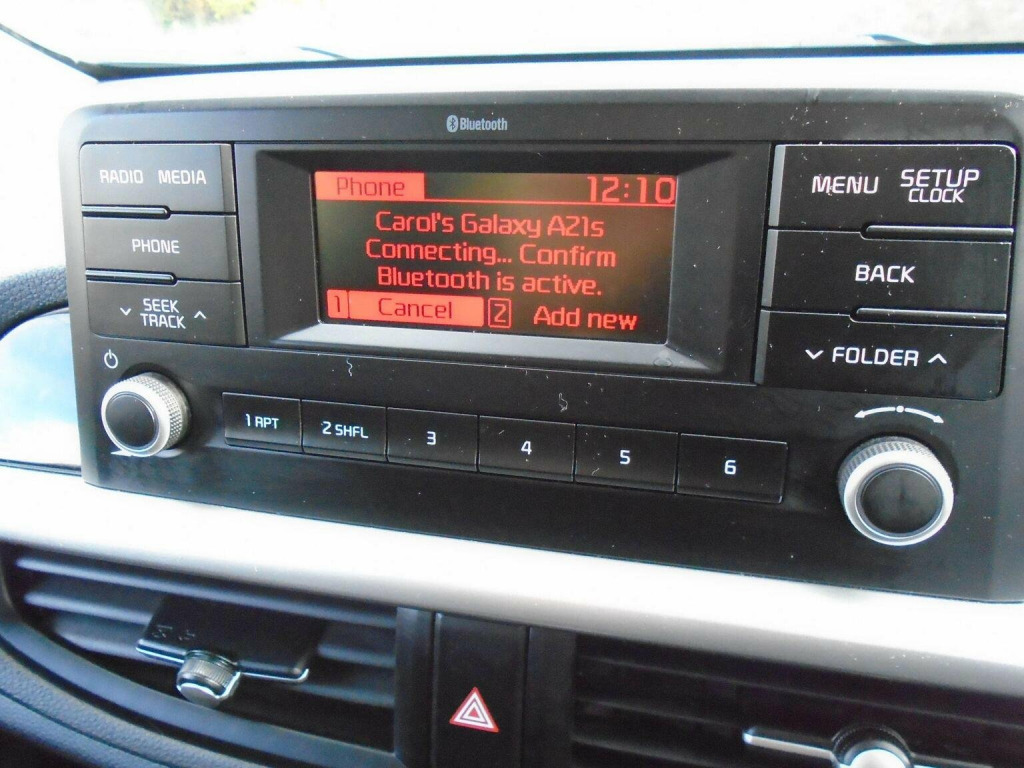 Bluetooth
RADIO MEDIA
PHONE
SEEK
TRACK
Phone 12:10
Carol's Galaxy A21s
Connecting... Confirm
Bluetooth is active.
1 Cancel 2 Add new
MENU SETUP
CLOCK
BACK
FOLDER
1 RPT 2 SHFL 3 4 5 6